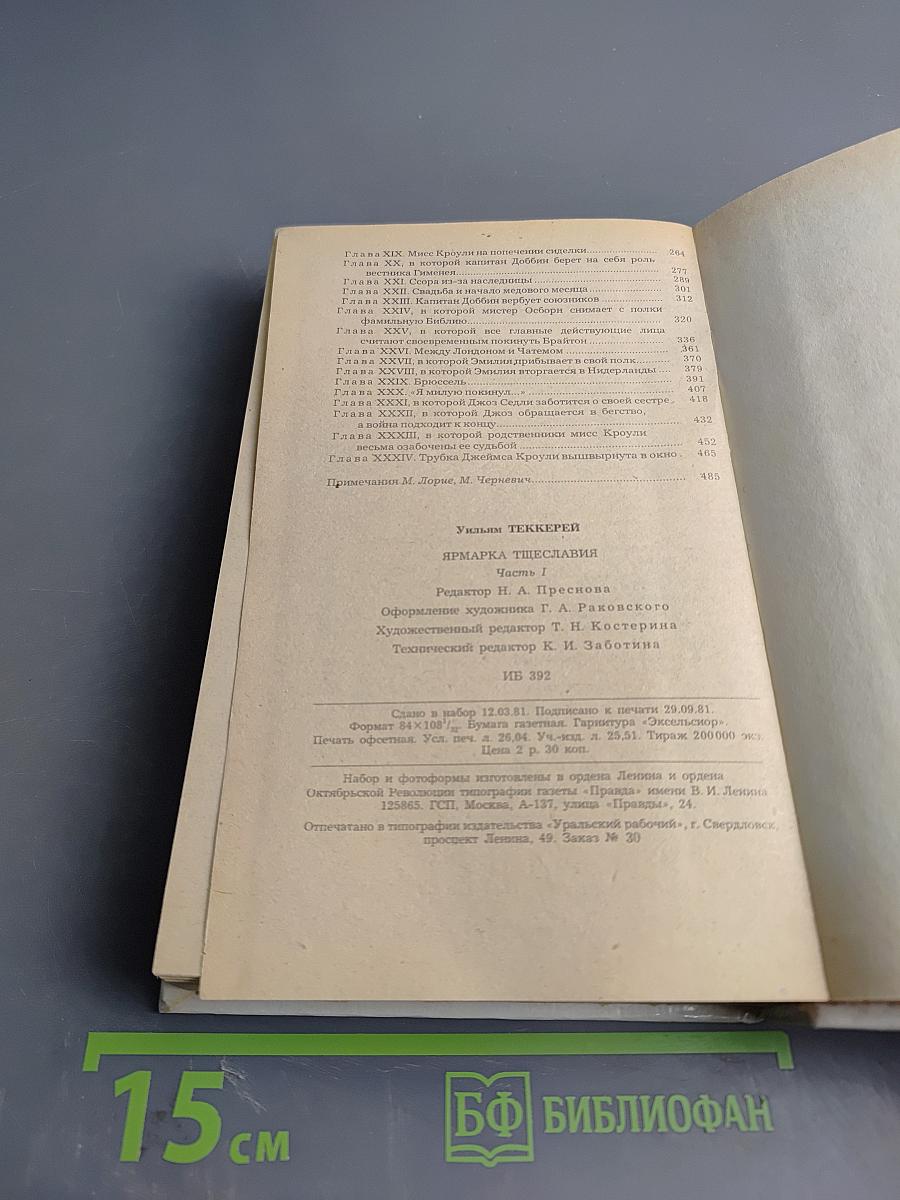 Глава XIX. Мисс Кроули на попечении сиделки 264
Глава XX, в которой капитан Доббин берет на себя роль
вестника Гименея 277
Глава XXI. Ссора из-за наследницы 289
Глава XXII. Свадьба и начало медового месяца 301
Глава XXIII. Капитан Доббин вербует союзников 312
Глава XXIV, в которой мистер Осборн снимает с полки
фамильную Библию 320
Глава XXV, в которой все главные действующие лица
считают своевременным покинуть Брайтон 336
Глава XXVI. Между Лондоном и Чатемом 361
Глава XXVII, в которой Эмилия прибывает в свой полк 370
Глава XXVIII, в которой Эмилия вторгается в Нидерланды 379
Глава XXIX. Брюссель 391
Глава XXX. «Я милую покинул...» 407
Глава XXXI, в которой Джоз Седли заботится о своей сестре 418
Глава XXXII, в которой Джоз обращается в бегство,
а война подходит к концу 432
Глава XXXIII, в которой родственники мисс Кроули
весьма озабочены ее судьбой 452
Глава XXXIV. Трубка Джеймса Кроули вышвырнута в окно 465
Примечания М. Лорие, М. Черневич 485
Уильям ТЕККЕРЕЙ
ЯРМАРКА ТЩЕСЛАВИЯ
Часть I
Редактор Н. А. Преснова
Оформление художника Г. А. Раковского
Художественный редактор Т. Н. Костерина
Технический редактор К. И. Заботина
ИБ 392
Сдано в набор 12.03.81. Подписано к печати 29.09.81.
Формат 84×108¹/₃₂. Бумага газетная. Гарнитура «Эксельсиор».
Печать офсетная. Усл. печ. л. 26,04. Уч.-изд. л. 25,51. Тираж 200 000 экз.
Цена 2 р. 30 коп.
Набор и фотоформы изготовлены в ордена Ленина и ордена
Октябрьской Революции типографии газеты «Правда» имени В. И. Ленина
125865. ГСП, Москва, А-137, улица «Правды», 24.
Отпечатано в типографии издательства «Уральский рабочий», г. Свердловск,
проспект Ленина, 49. Заказ № 30
15 см
БФ БИБЛИОФАН